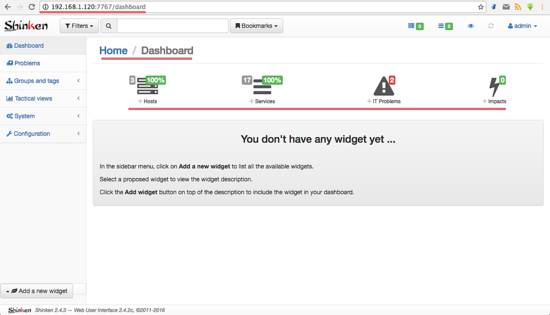 192.168.1.120:7767/dashboard
Shinken
Filters
Bookmarks
0
0
admin
Dashboard
Problems
Groups and tags
Tactical views
System
Configuration
Home / Dashboard
3 100%
17 100%
2
0
+ Hosts
+ Services
+ IT Problems
+ Impacts
You don't have any widget yet ...
In the sidebar menu, click on Add a new widget to list all the available widgets.
Select a proposed widget to view the widget description.
Click the Add widget button on top of the description to include the widget in your dashboard.
Add a new widget
Shinken Shinken 2.4.3 — Web User Interface 2.4.2c, ©2011-2016